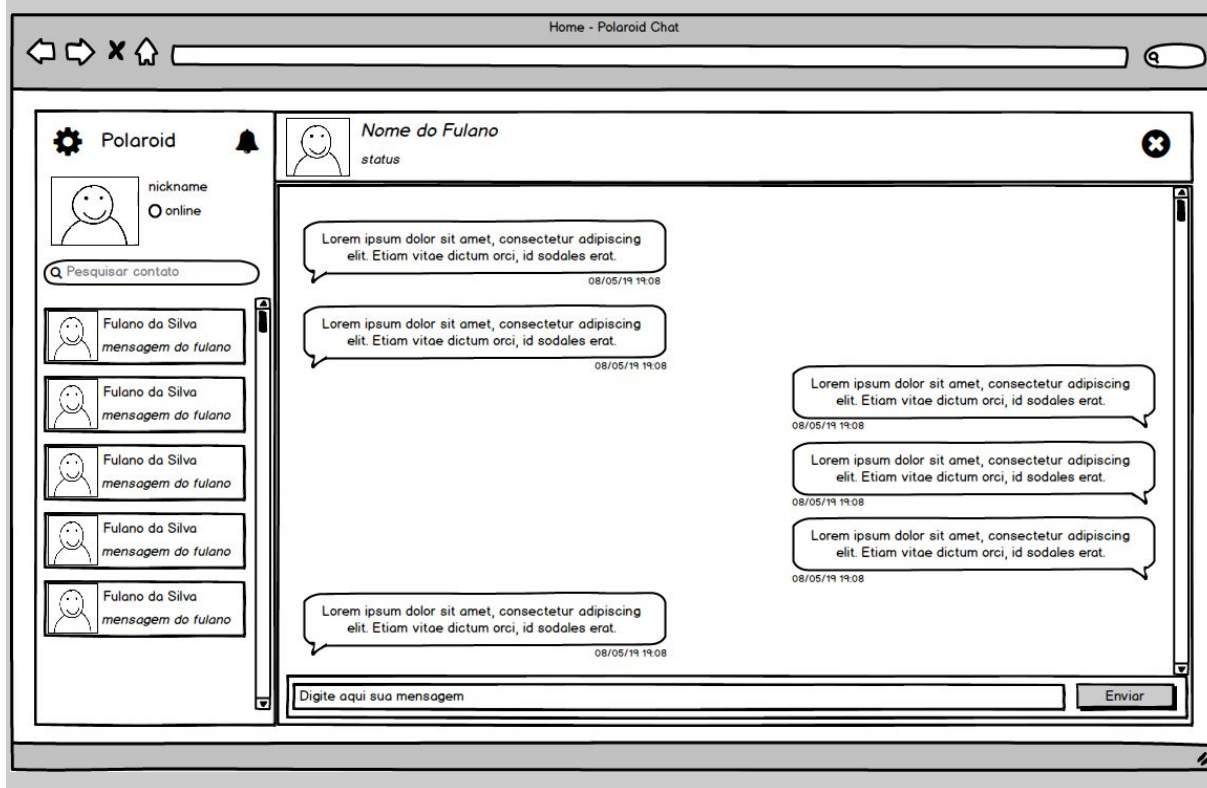 Home - Polaroid Chat
Polaroid
nickname
online
Pesquisar contato
Fulano da Silva
mensagem do fulano
Fulano da Silva
mensagem do fulano
Fulano da Silva
mensagem do fulano
Fulano da Silva
mensagem do fulano
Fulano da Silva
mensagem do fulano
Nome do Fulano
status
Lorem ipsum dolor sit amet, consectetur adipiscing
elit. Etiam vitae dictum orci, id sodales erat.
08/05/19 19:08
Lorem ipsum dolor sit amet, consectetur adipiscing
elit. Etiam vitae dictum orci, id sodales erat.
08/05/19 19:08
Lorem ipsum dolor sit amet, consectetur adipiscing
elit. Etiam vitae dictum orci, id sodales erat.
08/05/19 19:08
Lorem ipsum dolor sit amet, consectetur adipiscing
elit. Etiam vitae dictum orci, id sodales erat.
08/05/19 19:08
Lorem ipsum dolor sit amet, consectetur adipiscing
elit. Etiam vitae dictum orci, id sodales erat.
08/05/19 19:08
Lorem ipsum dolor sit amet, consectetur adipiscing
elit. Etiam vitae dictum orci, id sodales erat.
08/05/19 19:08
Digite aqui sua mensagem
Enviar